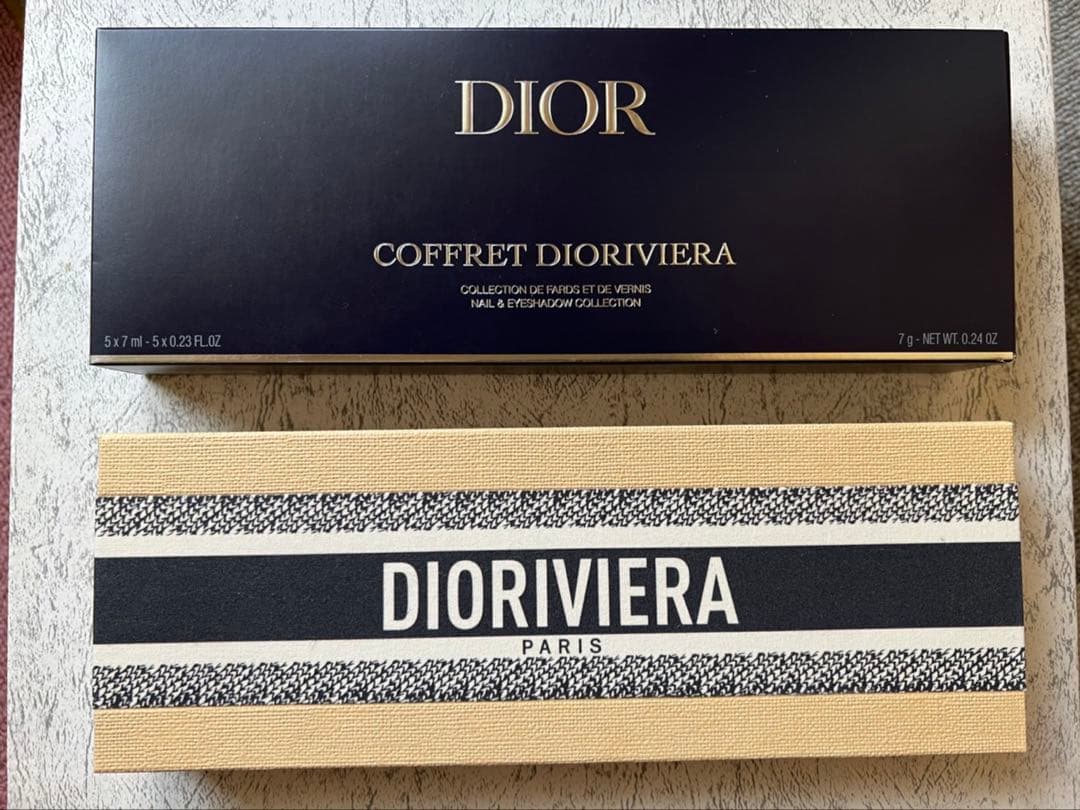 DIOR
COFFRET DIORIVIERA
COLLECTION DE FARDS ET DE VERNIS
NAIL & EYESHADOW COLLECTION
5 x 7 ml - 5 x 0.23 FL.OZ
7 g - NET WT. 0.24 OZ
DIORIVIERA
PARIS